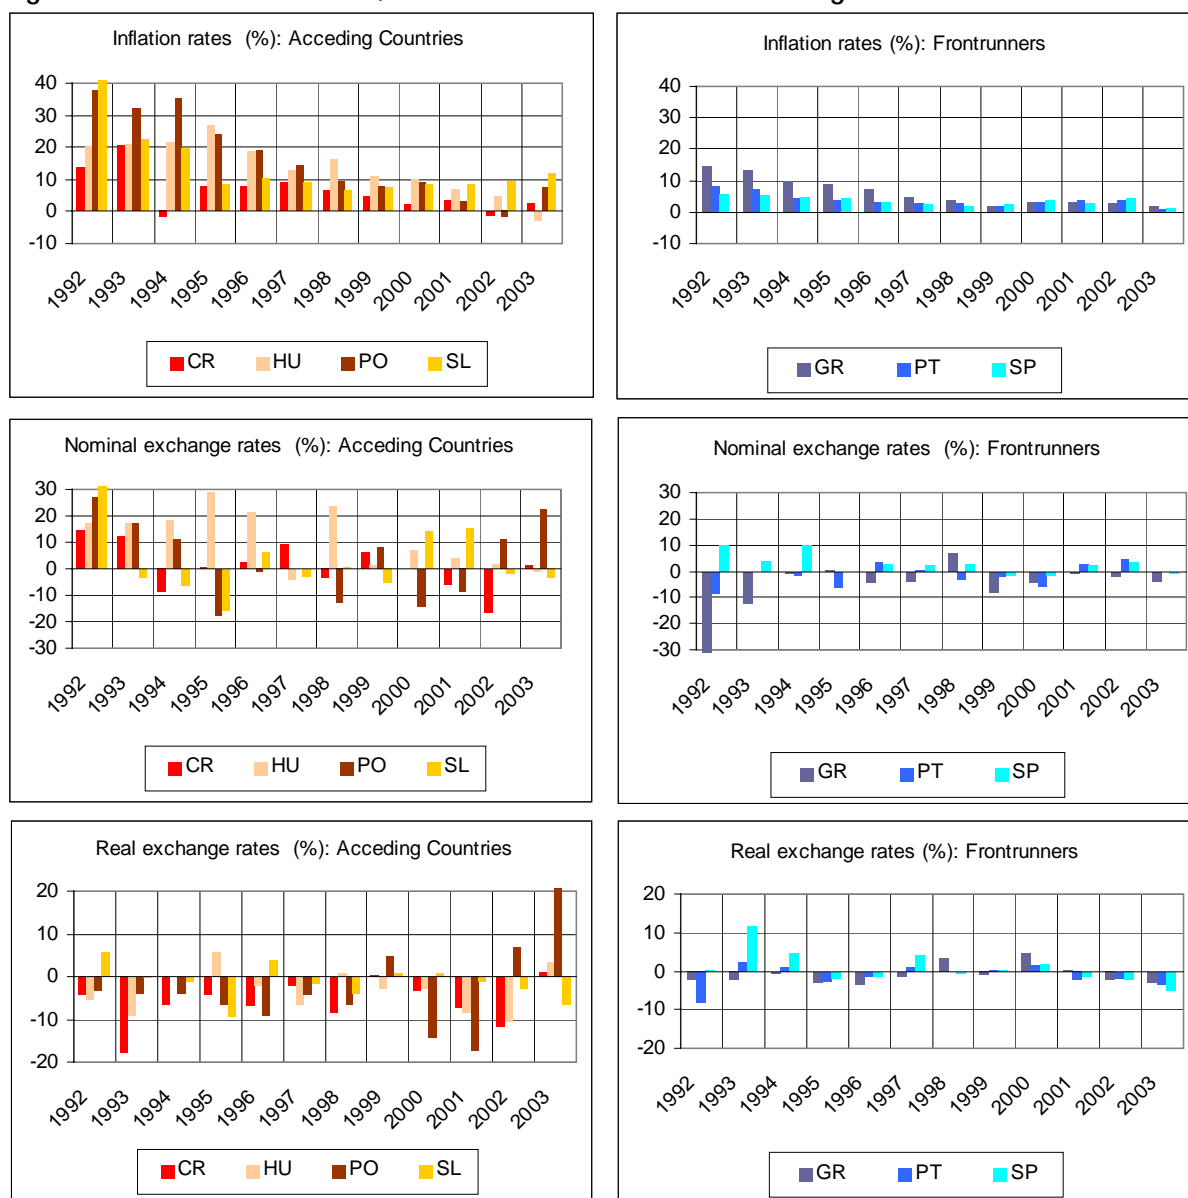 Inflation rates (%): Acceding Countries
40
30
20
10
0
-10
1992 1993 1994 1995 1996 1997 1998 1999 2000 2001 2002 2003
CR HU PO SL
Inflation rates (%): Frontrunners
40
30
20
10
0
-10
1992 1993 1994 1995 1996 1997 1998 1999 2000 2001 2002 2003
GR PT SP
Nominal exchange rates (%): Acceding Countries
30
20
10
0
-10
-20
-30
1992 1993 1994 1995 1996 1997 1998 1999 2000 2001 2002 2003
CR HU PO SL
Nominal exchange rates (%): Frontrunners
30
20
10
0
-10
-20
-30
1992 1993 1994 1995 1996 1997 1998 1999 2000 2001 2002 2003
GR PT SP
Real exchange rates (%): Acceding Countries
20
10
0
-10
-20
1992 1993 1994 1995 1996 1997 1998 1999 2000 2001 2002 2003
CR HU PO SL
Real exchange rates (%): Frontrunners
20
10
0
-10
-20
1992 1993 1994 1995 1996 1997 1998 1999 2000 2001 2002 2003
GR PT SP